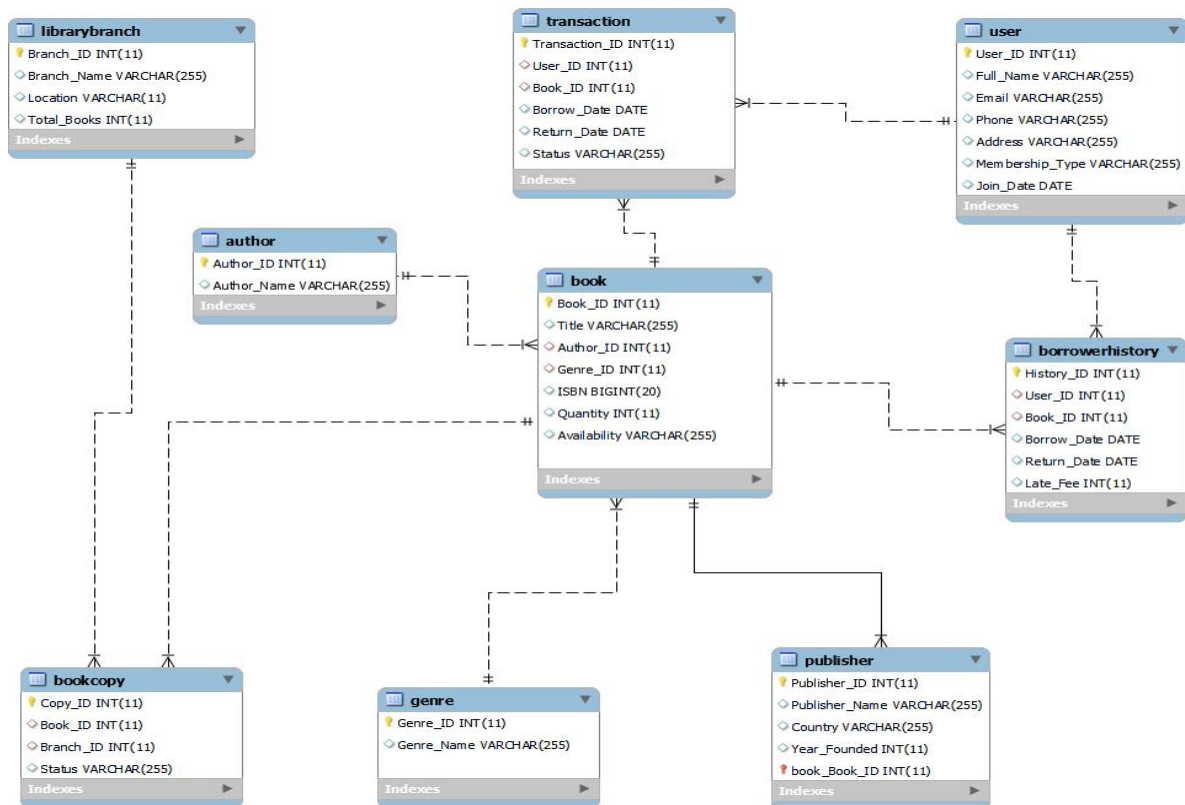 librarybranch
Branch_ID INT(11)
Branch_Name VARCHAR(255)
Location VARCHAR(11)
Total_Books INT(11)
Indexes
transaction
Transaction_ID INT(11)
User_ID INT(11)
Book_ID INT(11)
Borrow_Date DATE
Return_Date DATE
Status VARCHAR(255)
Indexes
user
User_ID INT(11)
Full_Name VARCHAR(255)
Email VARCHAR(255)
Phone VARCHAR(255)
Address VARCHAR(255)
Membership_Type VARCHAR(255)
Join_Date DATE
Indexes
author
Author_ID INT(11)
Author_Name VARCHAR(255)
Indexes
book
Book_ID INT(11)
Title VARCHAR(255)
Author_ID INT(11)
Genre_ID INT(11)
ISBN BIGINT(20)
Quantity INT(11)
Availability VARCHAR(255)
Indexes
borrowerhistory
History_ID INT(11)
User_ID INT(11)
Book_ID INT(11)
Borrow_Date DATE
Return_Date DATE
Late_Fee INT(11)
Indexes
bookcopy
Copy_ID INT(11)
Book_ID INT(11)
Branch_ID INT(11)
Status VARCHAR(255)
Indexes
genre
Genre_ID INT(11)
Genre_Name VARCHAR(255)
Indexes
publisher
Publisher_ID INT(11)
Publisher_Name VARCHAR(255)
Country VARCHAR(255)
Year_Founded INT(11)
book_Book_ID INT(11)
Indexes